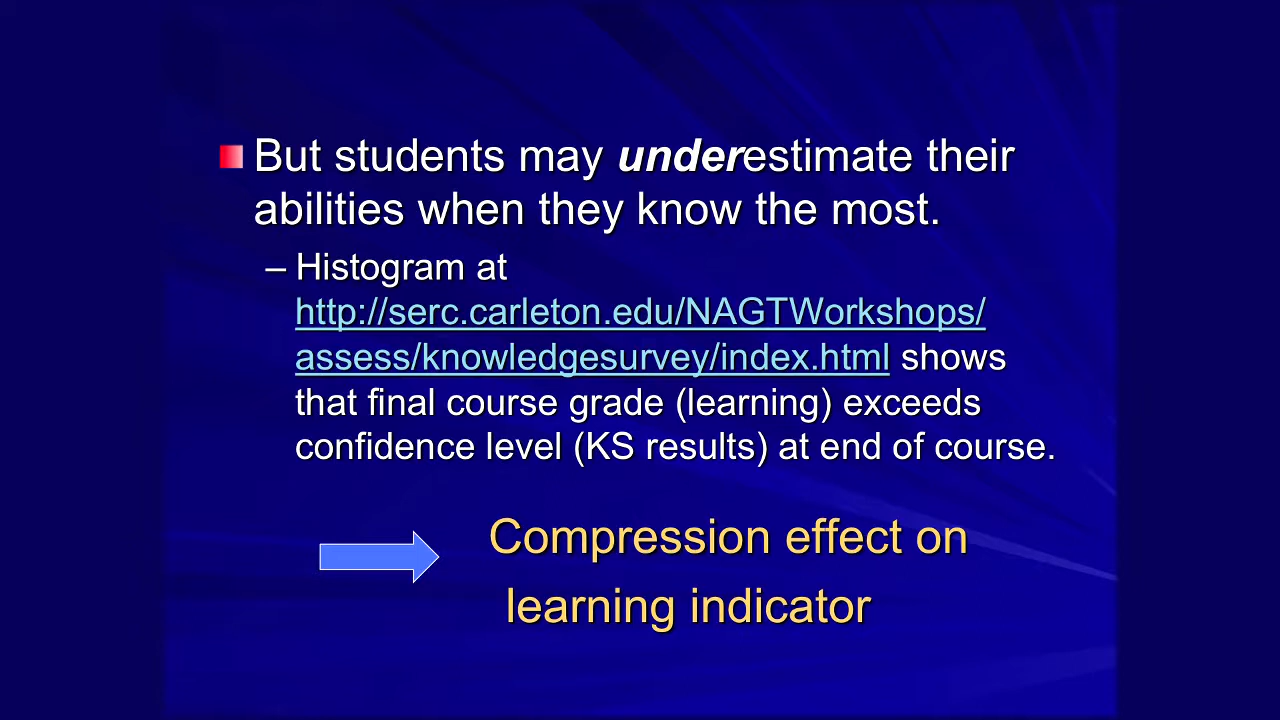 But students may underestimate their
abilities when they know the most.
– Histogram at
http://serc.carleton.edu/NAGTWorkshops/
assess/knowledgesurvey/index.html shows
that final course grade (learning) exceeds
confidence level (KS results) at end of course.
Compression effect on
learning indicator